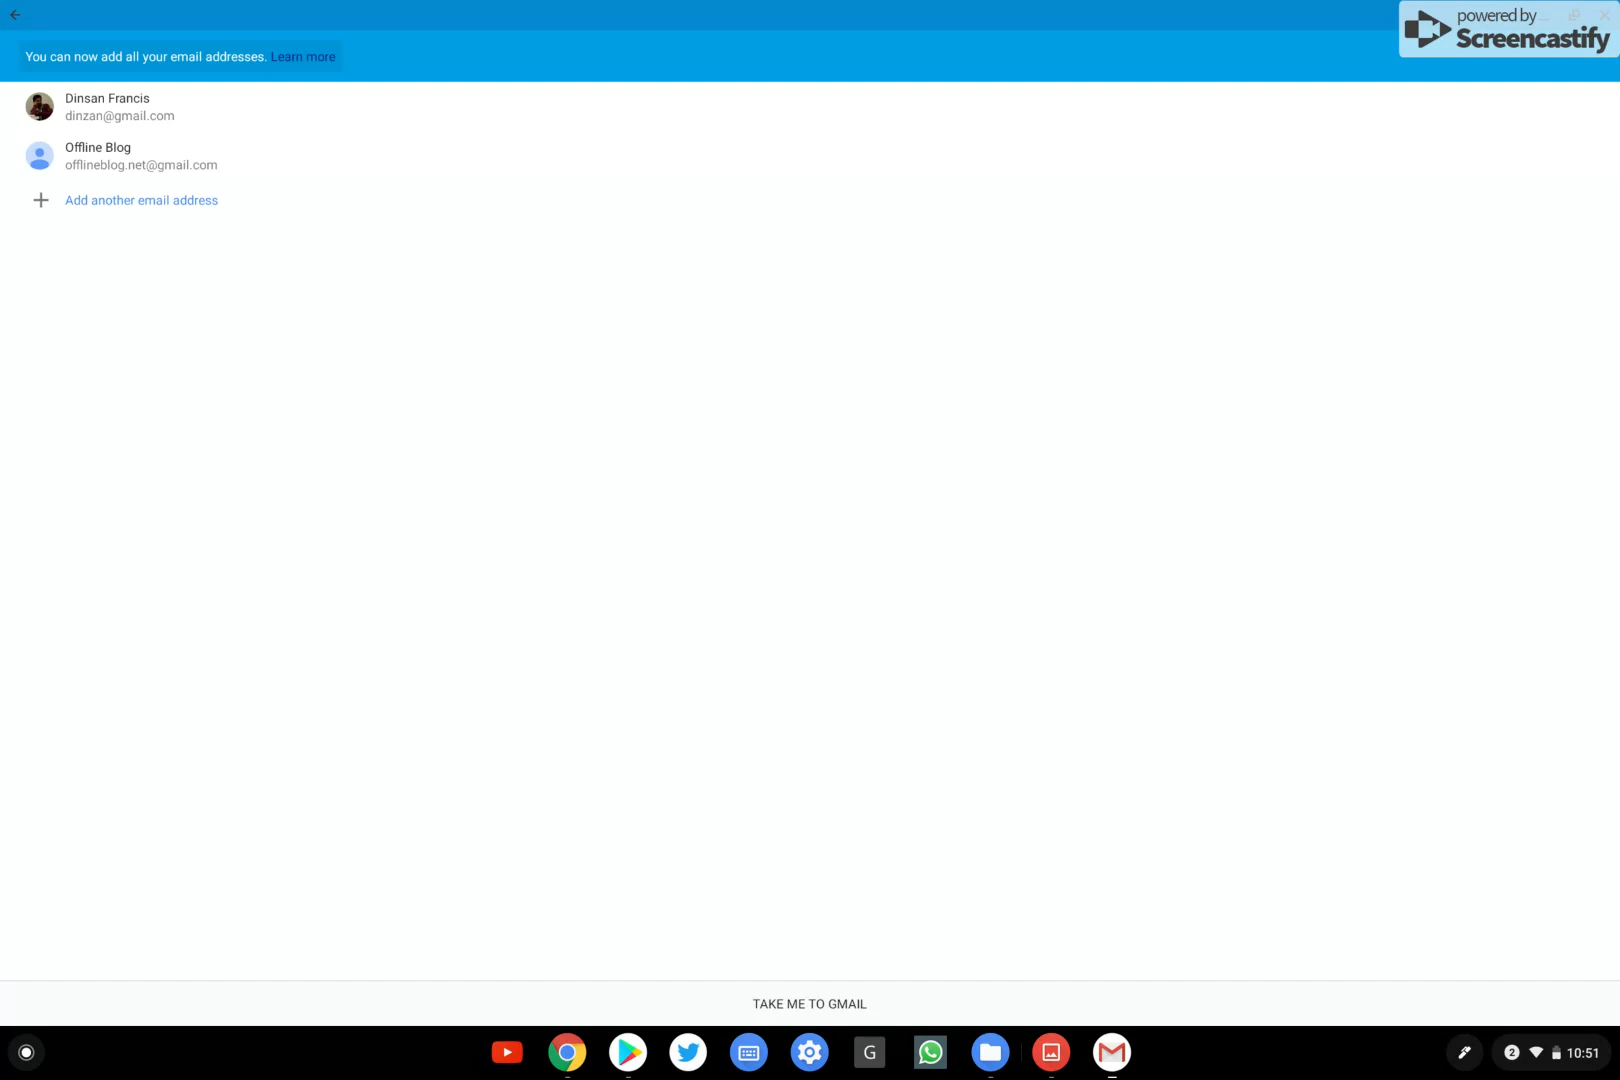 powered by
Screencastify
You can now add all your email addresses. Learn more
Dinsan Francis
dinzan@gmail.com
Offline Blog
offlineblog.net@gmail.com
Add another email address
TAKE ME TO GMAIL
G
2 10:51